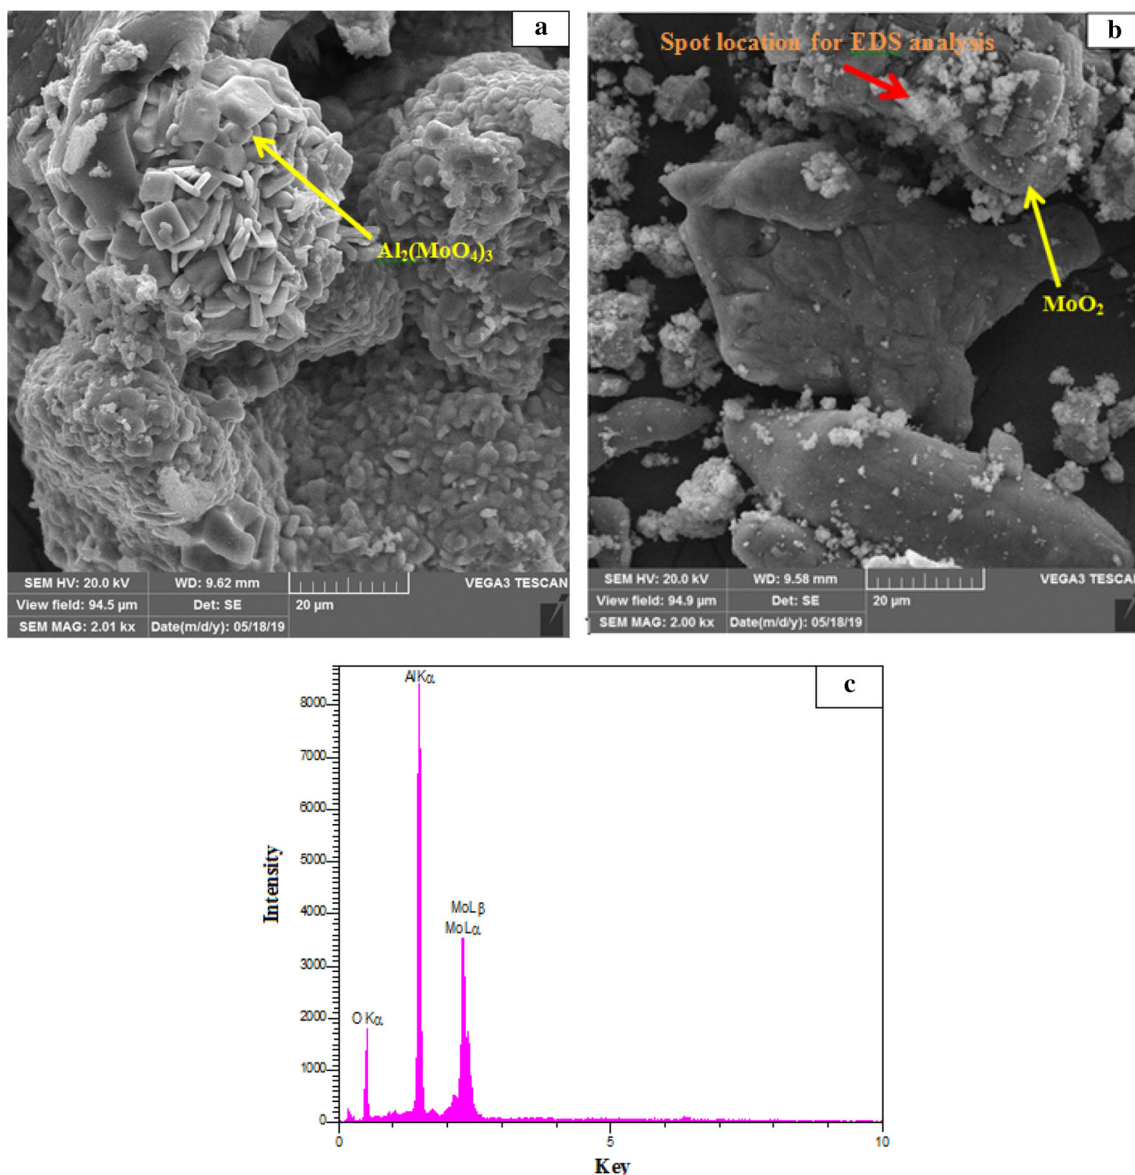 a
Al₂(MoO₄)₃
SEM HV: 20.0 kV
WD: 9.62 mm
VEGA3 TESCAN
View field: 94.5 µm
Det: SE
20 µm
SEM MAG: 2.01 kx
Date(m/d/y): 05/18/19
b
Spot location for EDS analysis
MoO₂
SEM HV: 20.0 kV
WD: 9.58 mm
VEGA3 TESCAN
View field: 94.9 µm
Det: SE
20 µm
SEM MAG: 2.00 kx
Date(m/d/y): 05/18/19
c
AlKα
8000
7000
6000
5000
4000
MoLβ
MoLα
3000
2000
O Kα
1000
0
Intensity
0
5
10
Key